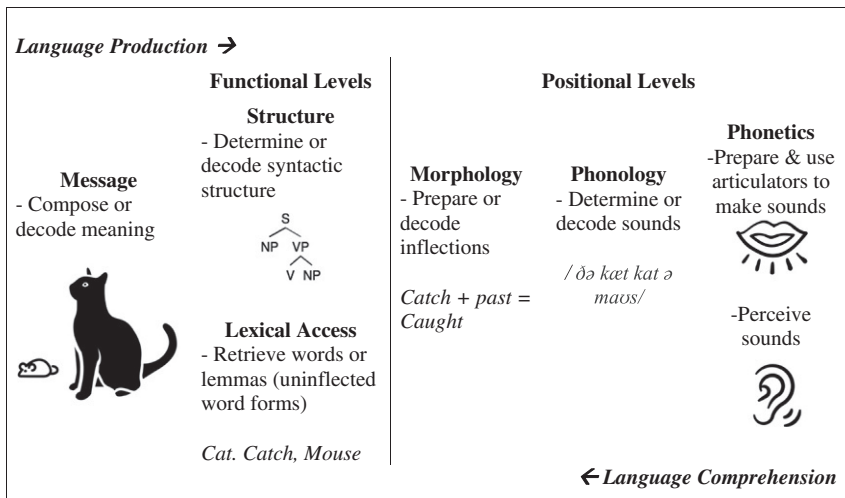 Language Production →
Functional Levels
Positional Levels
Message
- Compose or
decode meaning
Structure
- Determine or
decode syntactic
structure
S
NP VP
V NP
Lexical Access
- Retrieve words or
lemmas (uninflected
word forms)
Cat. Catch, Mouse
Morphology
- Prepare or
decode
inflections
Catch + past =
Caught
Phonology
- Determine or
decode sounds
/ ðə kæt kat ə
maʊs/
Phonetics
-Prepare & use
articulators to
make sounds
-Perceive
sounds
← Language Comprehension